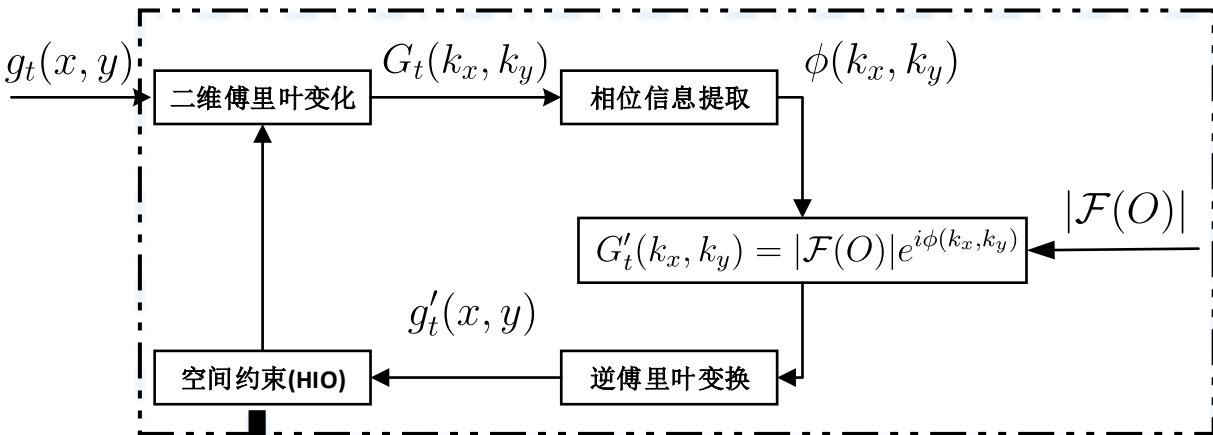 g_t(x, y)
二维傅里叶变化
G_t(k_x, k_y)
相位信息提取
ϕ(k_x, k_y)
G'_t(k_x, k_y) = |ℱ(O)|e^{iϕ(k_x,k_y)}
|ℱ(O)|
逆傅里叶变换
g'_t(x, y)
空间约束(HIO)